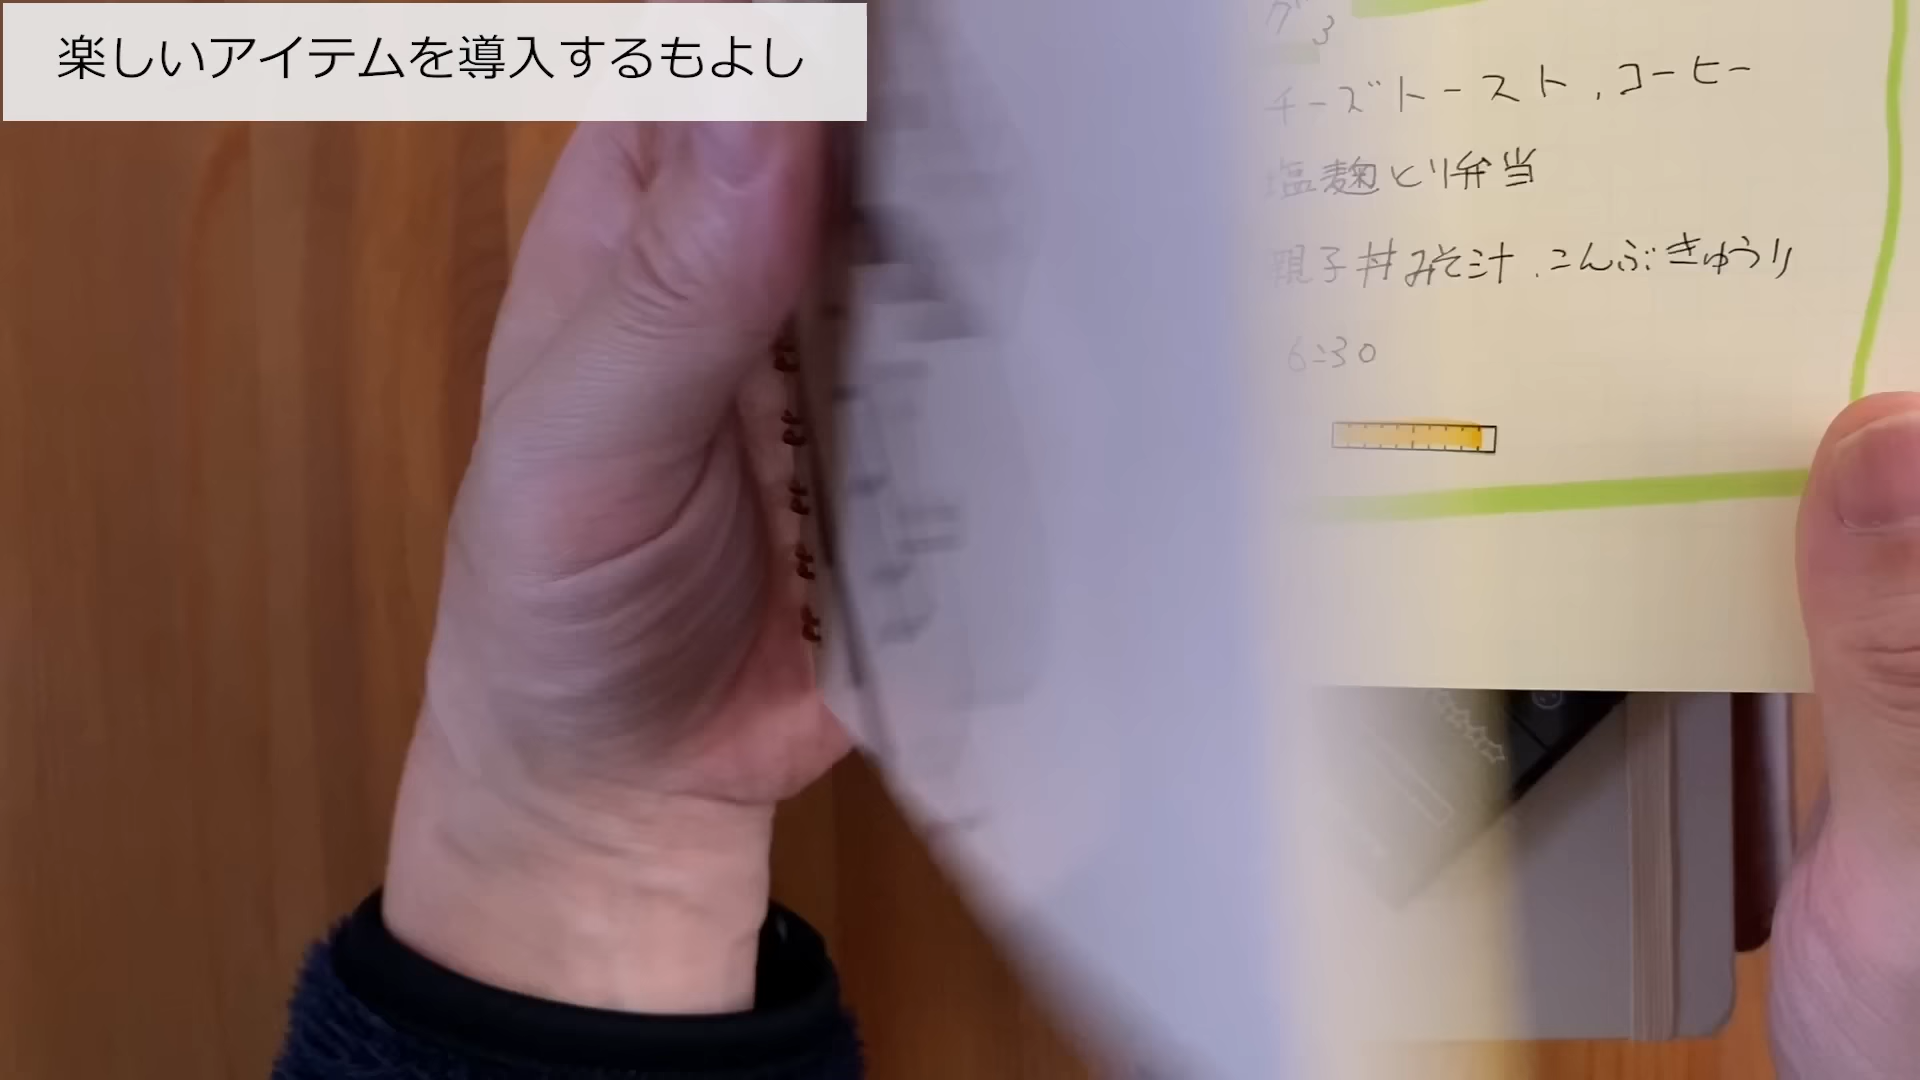 楽しいアイテムを導入するもよし
チーズトースト、コーヒー
塩麹とり弁当
親子丼みそ汁、こんぶきゅうり
6:30